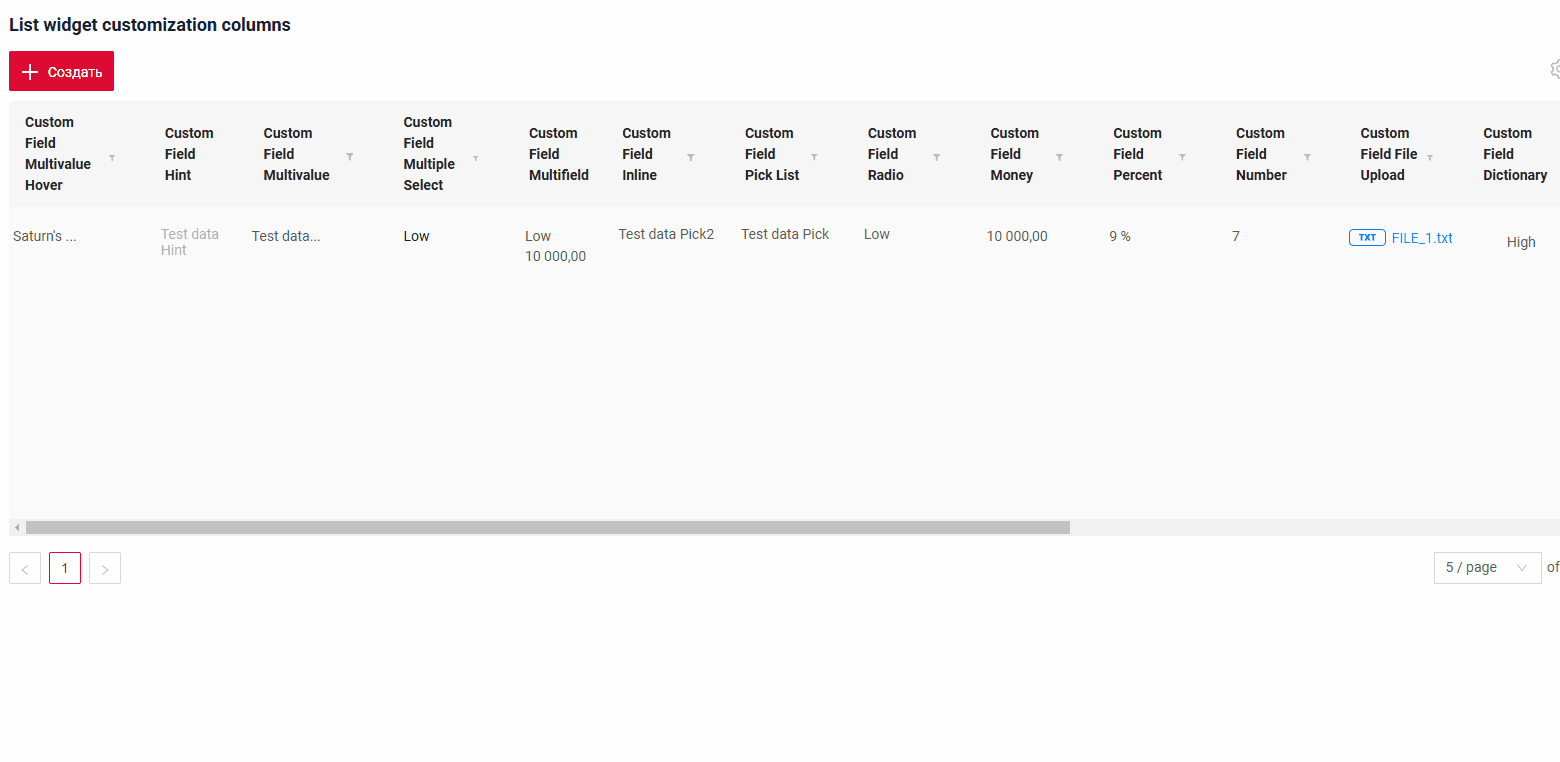 List widget customization columns
Создать
Custom Field Multivalue Hover
Custom Field Hint
Custom Field Multivalue
Custom Field Multiple Select
Custom Field Multifield
Custom Field Inline
Custom Field Pick List
Custom Field Radio
Custom Field Money
Custom Field Percent
Custom Field Number
Custom Field File Upload
Custom Field Dictionary
Saturn's ...
Test data Hint
Test data...
Low
Low
10 000,00
Test data Pick2
Test data Pick
Low
10 000,00
9 %
7
TXT FILE_1.txt
High
< 1 >
5 / page of